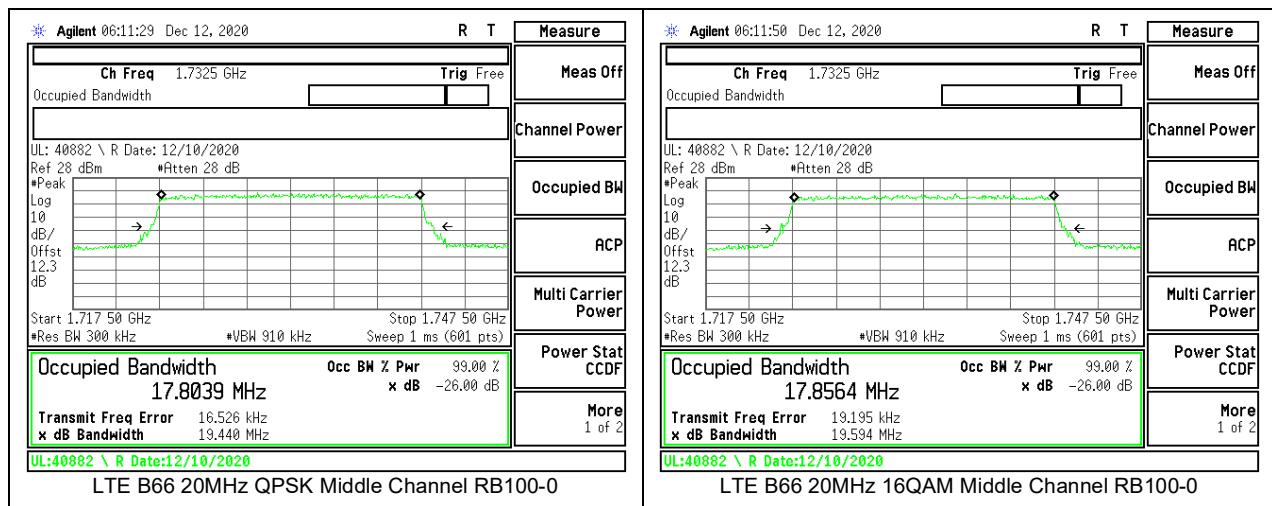 Agilent 06:11:29 Dec 12, 2020 R T Measure
Ch Freq 1.7325 GHz Trig Free
Meas Off
Occupied Bandwidth
Channel Power
UL: 40882 \ R Date: 12/10/2020
Ref 28 dBm #Atten 28 dB
#Peak
Log
10
dB/
Offst
12.3
dB
Occupied BW
ACP
Multi Carrier
Power
Start 1.717 50 GHz Stop 1.747 50 GHz
#Res BW 300 kHz #VBW 910 kHz Sweep 1 ms (601 pts)
Power Stat
CCDF
Occupied Bandwidth Occ BW % Pwr 99.00 %
17.8039 MHz x dB -26.00 dB
Transmit Freq Error 16.526 kHz
x dB Bandwidth 19.440 MHz
More
1 of 2
UL:40882 \ R Date:12/10/2020
LTE B66 20MHz QPSK Middle Channel RB100-0
Agilent 06:11:50 Dec 12, 2020 R T Measure
Ch Freq 1.7325 GHz Trig Free
Meas Off
Occupied Bandwidth
Channel Power
UL: 40882 \ R Date: 12/10/2020
Ref 28 dBm #Atten 28 dB
#Peak
Log
10
dB/
Offst
12.3
dB
Occupied BW
ACP
Multi Carrier
Power
Start 1.717 50 GHz Stop 1.747 50 GHz
#Res BW 300 kHz #VBW 910 kHz Sweep 1 ms (601 pts)
Power Stat
CCDF
Occupied Bandwidth Occ BW % Pwr 99.00 %
17.8564 MHz x dB -26.00 dB
Transmit Freq Error 19.195 kHz
x dB Bandwidth 19.594 MHz
More
1 of 2
UL:40882 \ R Date:12/10/2020
LTE B66 20MHz 16QAM Middle Channel RB100-0